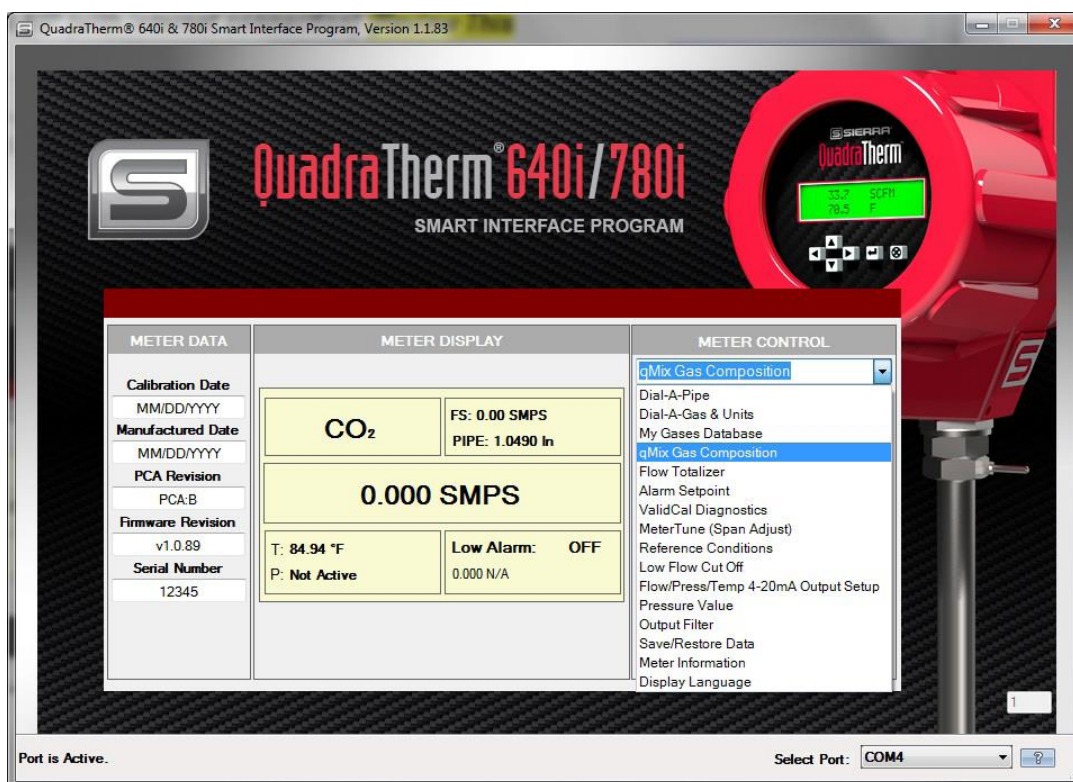 QuadraTherm® 640i & 780i Smart Interface Program, Version 1.1.83
QuadraTherm® 640i/780i
SMART INTERFACE PROGRAM
SIERRA
QuadraTherm
33.7 SCFM
70.5 F
METER DATA
Calibration Date
MM/DD/YYYY
Manufactured Date
MM/DD/YYYY
PCA Revision
PCA:B
Firmware Revision
v1.0.89
Serial Number
12345
METER DISPLAY
CO₂
FS: 0.00 SMPS
PIPE: 1.0490 In
0.000 SMPS
T: 84.94 °F
P: Not Active
Low Alarm: OFF
0.000 N/A
METER CONTROL
qMix Gas Composition
Dial-A-Pipe
Dial-A-Gas & Units
My Gases Database
qMix Gas Composition
Flow Totalizer
Alarm Setpoint
ValidCal Diagnostics
MeterTune (Span Adjust)
Reference Conditions
Low Flow Cut Off
Flow/Press/Temp 4-20mA Output Setup
Pressure Value
Output Filter
Save/Restore Data
Meter Information
Display Language
1
Port is Active.
Select Port: COM4
?